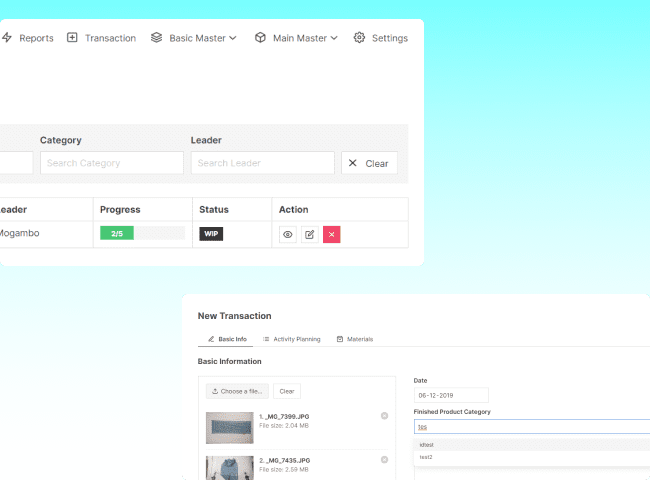 Reports Transaction Basic Master Main Master Settings
Category Leader
Search Category Search Leader Clear
eader Progress Status Action
Mogambo 2/5 WIP
New Transaction
Basic Info Activity Planning Materials
Basic Information
Choose a file... Clear
1. _MG_7399.JPG
File size: 2.04 MB
2. _MG_7435.JPG
File size: 2.59 MB
Date
06-12-2019
Finished Product Category
tes
idtest
test2